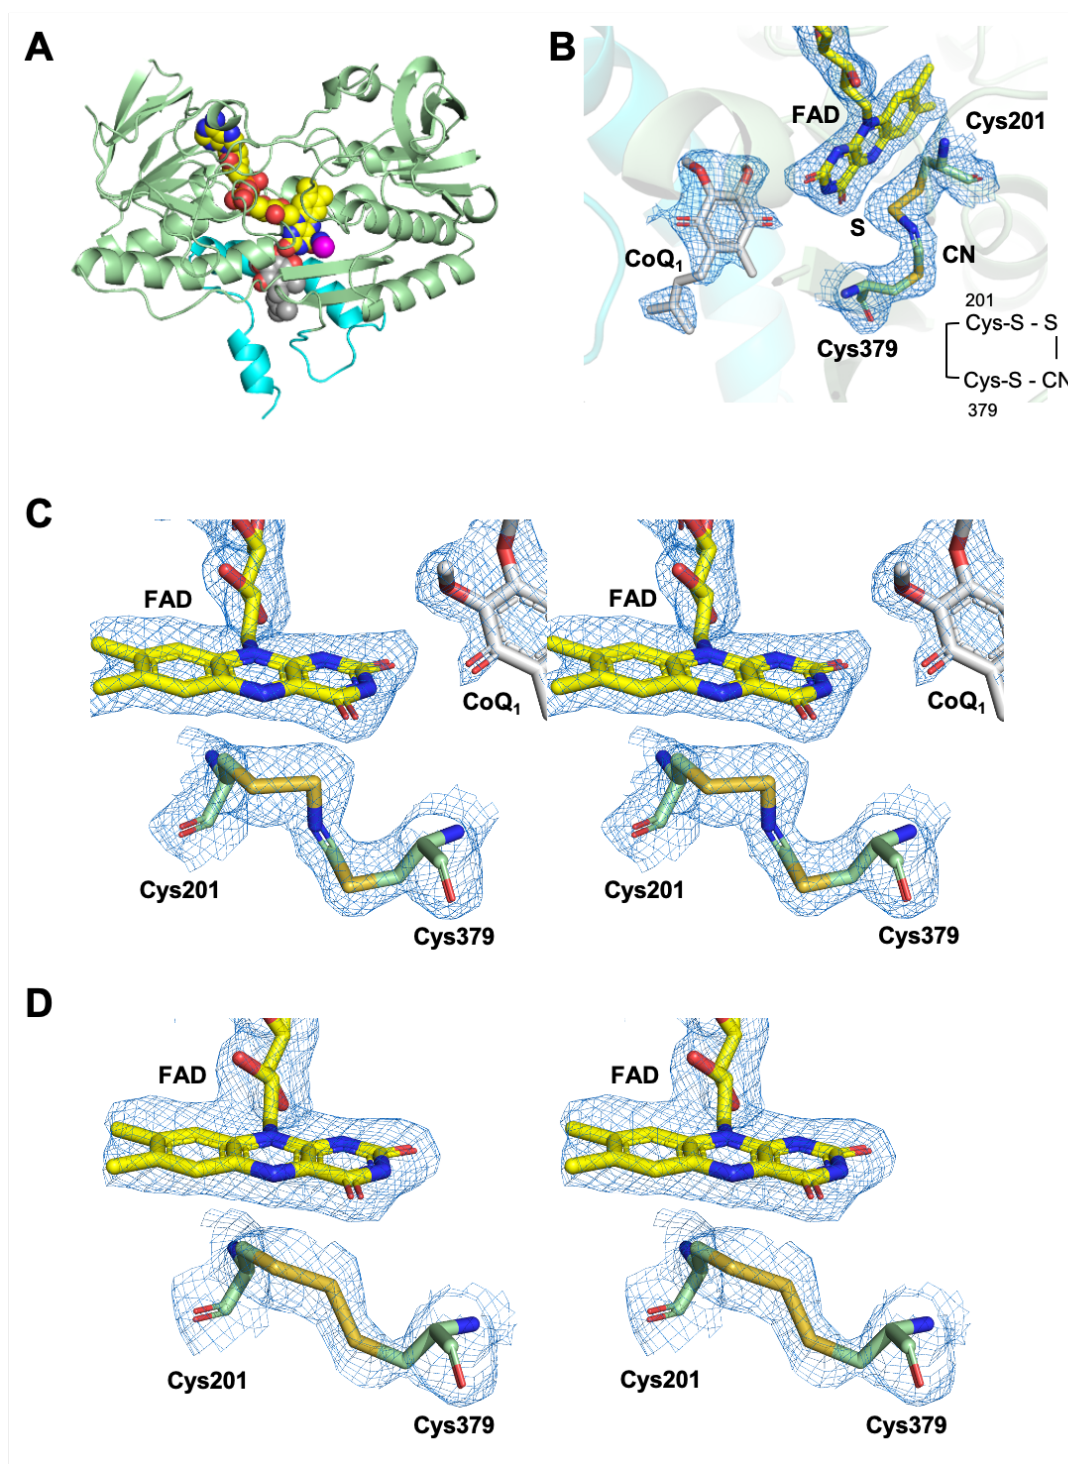 A
B
FAD
Cys201
S
CN
CoQ₁
Cys379
201
Cys-S - S
Cys-S - CN
379
C
FAD
CoQ₁
Cys201
Cys379
FAD
CoQ₁
Cys201
Cys379
D
FAD
Cys201
Cys379
FAD
Cys201
Cys379